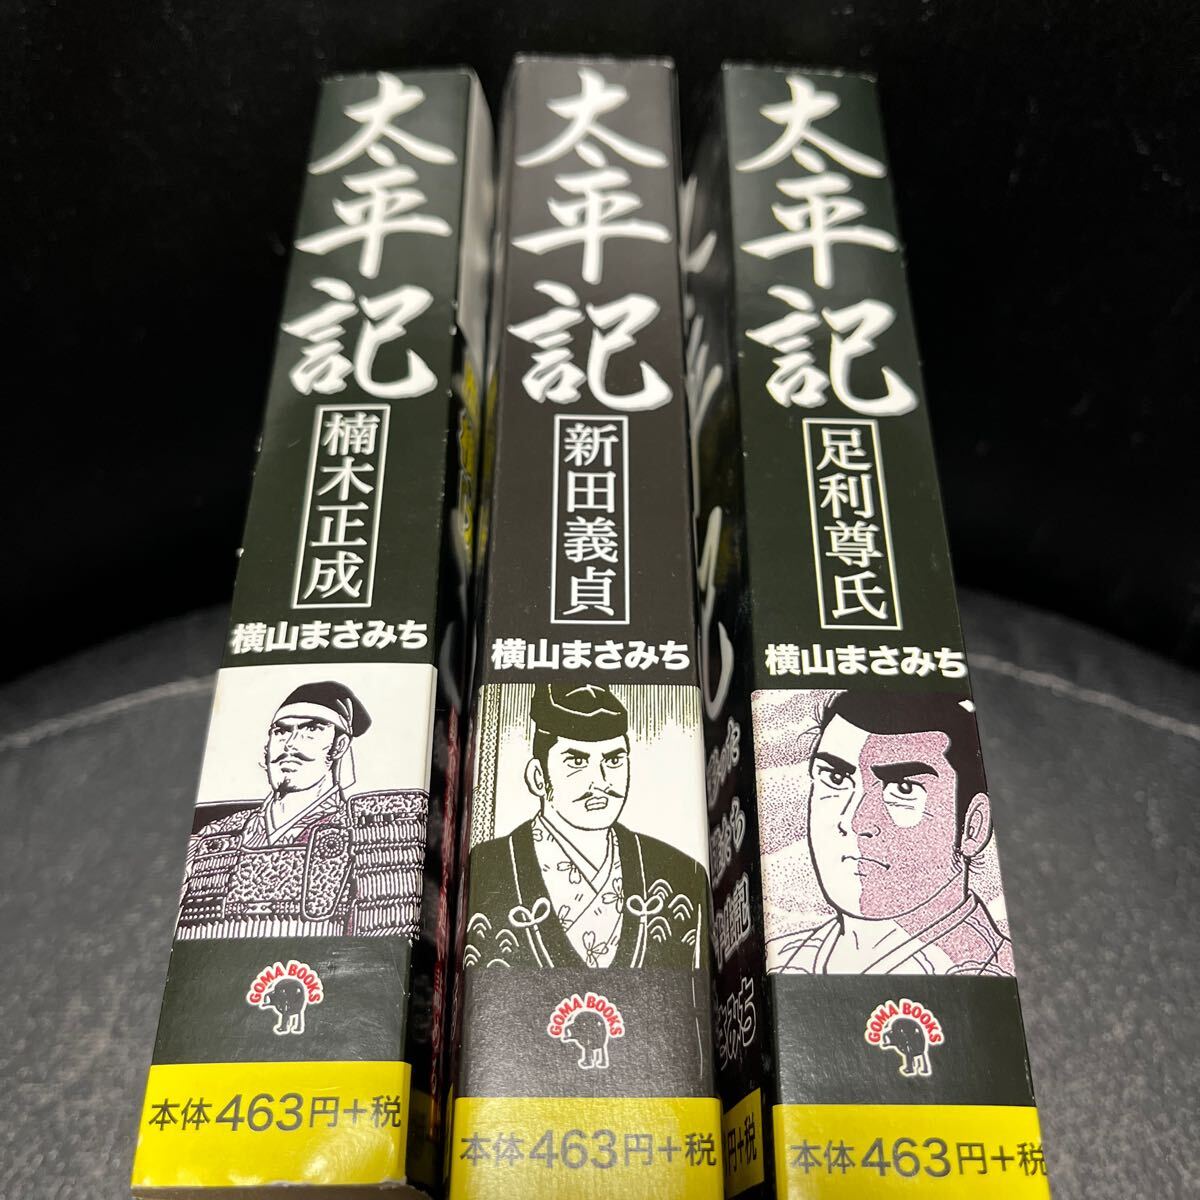 太平記
楠木正成
横山まさみち
GOMA BOOKS
本体463円+税
太平記
新田義貞
横山まさみち
GOMA BOOKS
本体463円+税
太平記
足利尊氏
横山まさみち
GOMA BOOKS
本体463円+税
円+税